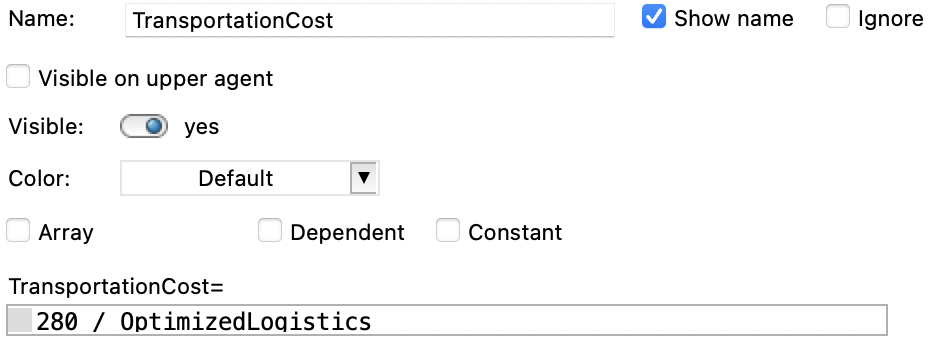 Name: TransportationCost Show name Ignore
Visible on upper agent
Visible: yes
Color: Default
Array Dependent Constant
TransportationCost=
280 / OptimizedLogistics